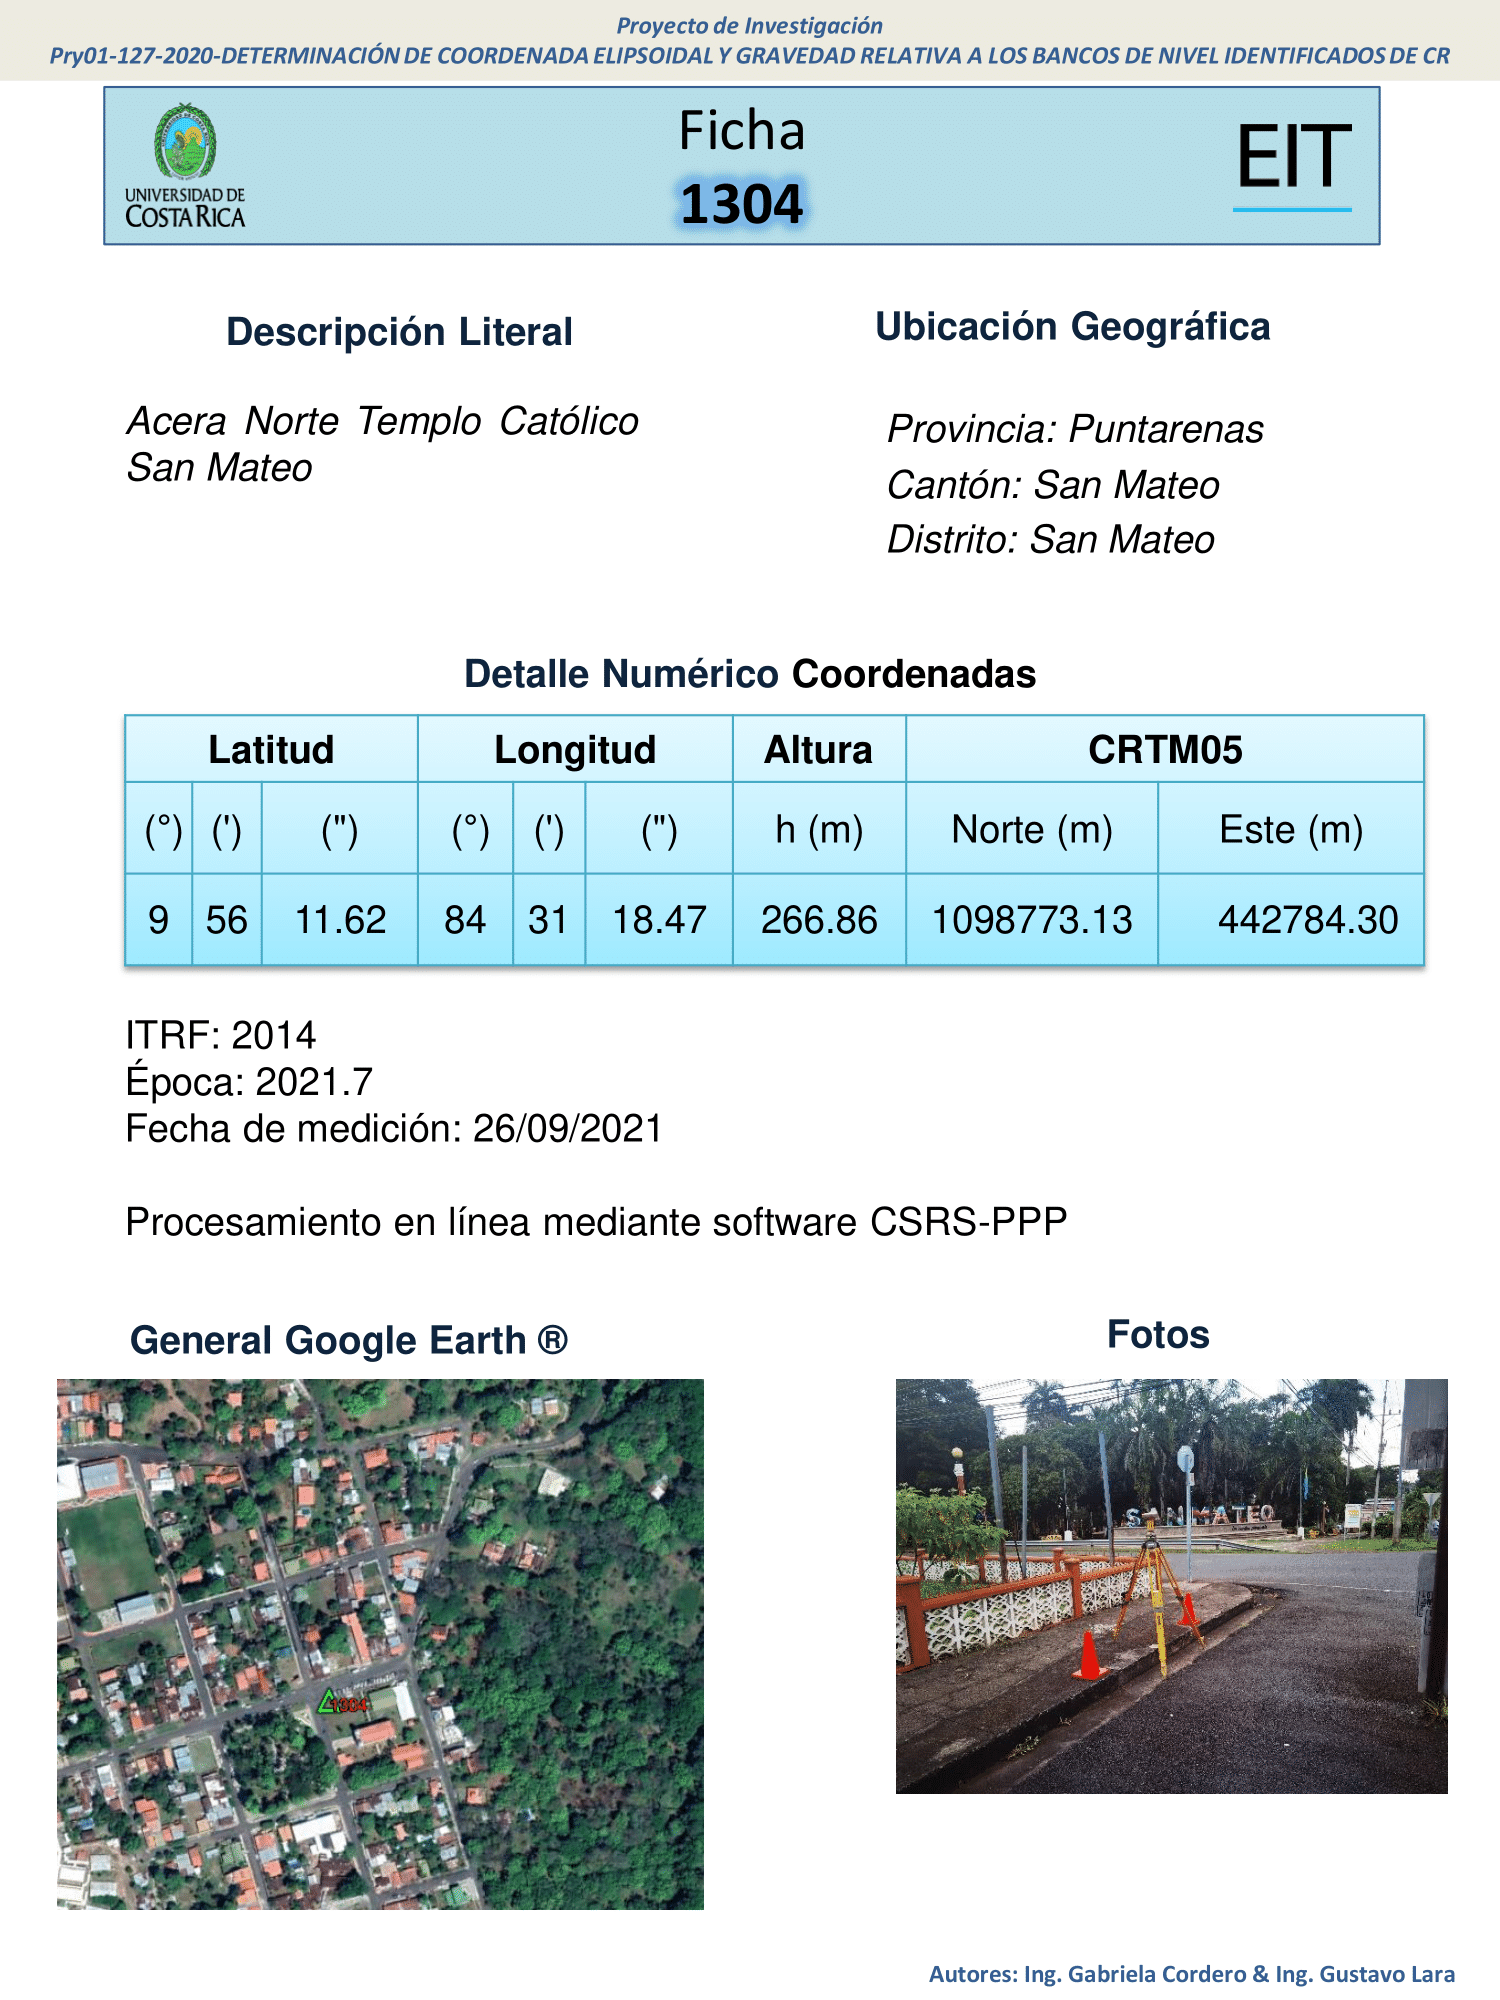 Proyecto de Investigación
Pry01-127-2020-DETERMINACIÓN DE COORDENADA ELIPSOIDAL Y GRAVEDAD RELATIVA A LOS BANCOS DE NIVEL IDENTIFICADOS DE CR
UNIVERSIDAD DE
COSTA RICA
Ficha
1304
EIT
Descripción Literal
Acera Norte Templo Católico
San Mateo
Ubicación Geográfica
Provincia: Puntarenas
Cantón: San Mateo
Distrito: San Mateo
Detalle Numérico Coordenadas
Latitud Longitud Altura CRTM05
(°) (') (") (°) (') (") h (m) Norte (m) Este (m)
9 56 11.62 84 31 18.47 266.86 1098773.13 442784.30
ITRF: 2014
Época: 2021.7
Fecha de medición: 26/09/2021
Procesamiento en línea mediante software CSRS-PPP
General Google Earth ®
1304
Fotos
SAN MATEO
Autores: Ing. Gabriela Cordero & Ing. Gustavo Lara